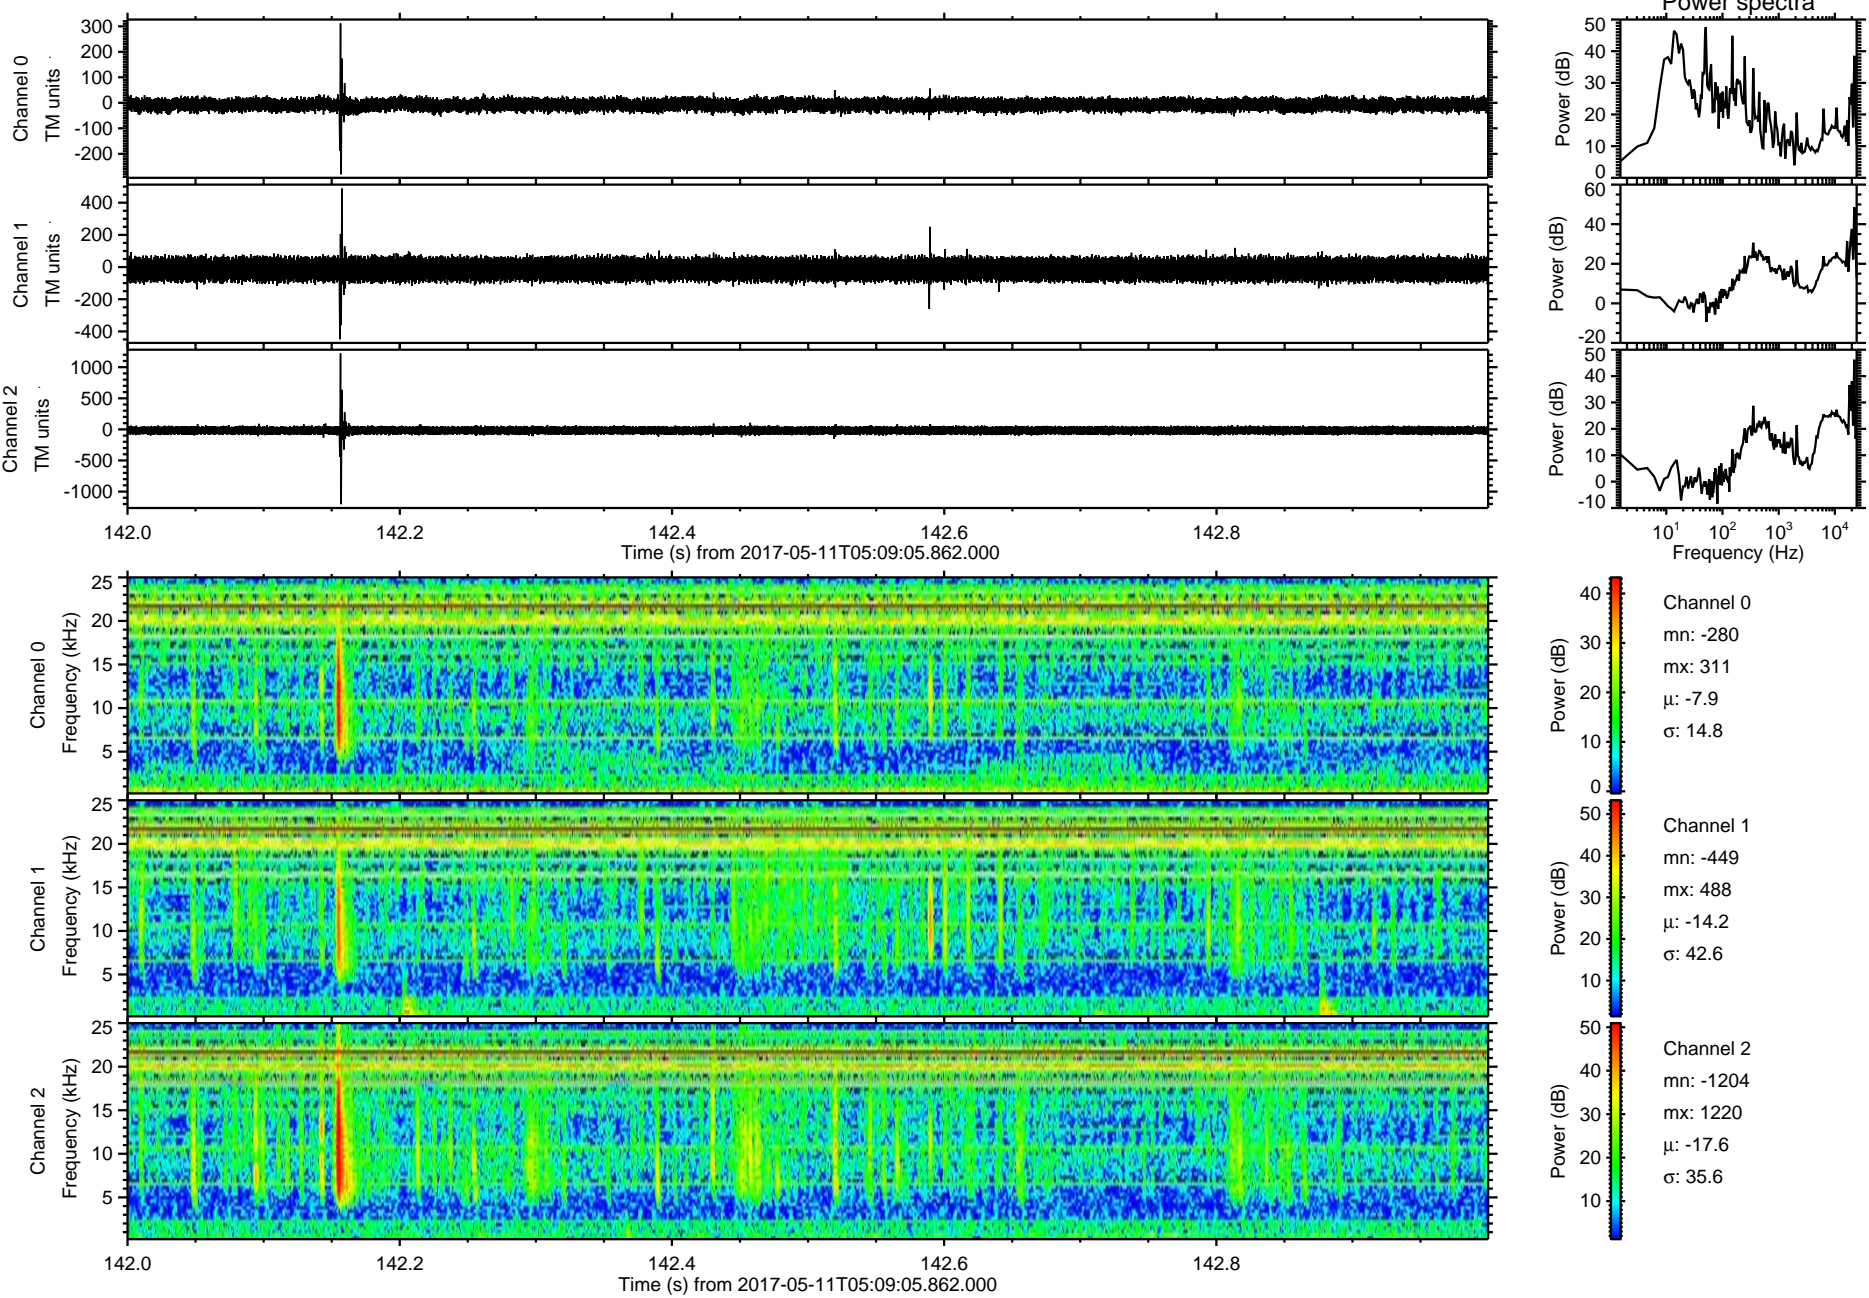 Power spectra
Channel 0
TM units
300
200
100
0
-100
-200
Power (dB)
50
40
30
20
10
0
Channel 1
TM units
400
200
0
-200
-400
Power (dB)
60
40
20
0
-20
Channel 2
TM units
1000
500
0
-500
-1000
Power (dB)
50
40
30
20
10
0
-10
142.0 142.2 142.4 142.6 142.8
Time (s) from 2017-05-11T05:09:05.862.000
10^1 10^2 10^3 10^4
Frequency (Hz)
Channel 0
Frequency (kHz)
25
20
15
10
5
Power (dB)
40
30
20
10
0
Channel 0
mn: -280
mx: 311
μ: -7.9
σ: 14.8
Channel 1
Frequency (kHz)
25
20
15
10
5
Power (dB)
50
40
30
20
10
Channel 1
mn: -449
mx: 488
μ: -14.2
σ: 42.6
Channel 2
Frequency (kHz)
25
20
15
10
5
Power (dB)
50
40
30
20
10
Channel 2
mn: -1204
mx: 1220
μ: -17.6
σ: 35.6
142.0 142.2 142.4 142.6 142.8
Time (s) from 2017-05-11T05:09:05.862.000